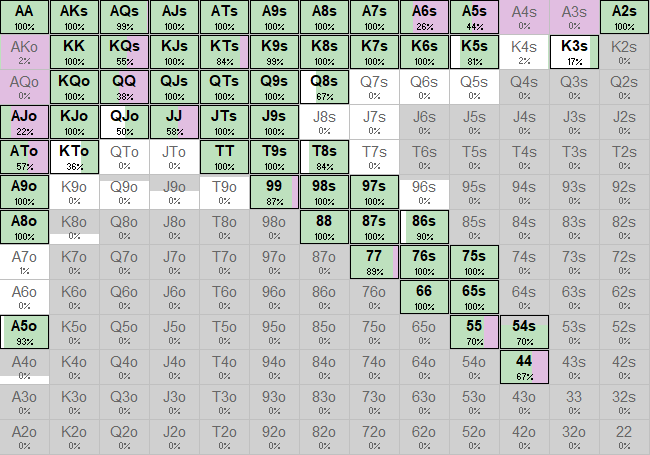 AA AKs AQs AJs ATs A9s A8s A7s A6s A5s A4s A3s A2s
100% 100% 99% 100% 100% 100% 100% 100% 26% 44% 0% 0% 100%
AKo KK KQs KJs KTs K9s K8s K7s K6s K5s K4s K3s K2s
2% 100% 55% 100% 84% 99% 100% 100% 100% 81% 2% 17% 0%
AQo KQo QQ QJs QTs Q9s Q8s Q7s Q6s Q5s Q4s Q3s Q2s
0% 100% 38% 100% 100% 100% 67% 0% 0% 0% 0% 0% 0%
AJo KJo QJo JJ JTs J9s J8s J7s J6s J5s J4s J3s J2s
22% 100% 50% 58% 100% 100% 0% 0% 0% 0% 0% 0% 0%
ATo KTo QTo JTo TT T9s T8s T7s T6s T5s T4s T3s T2s
57% 36% 0% 0% 100% 100% 84% 0% 0% 0% 0% 0% 0%
A9o K9o Q9o J9o T9o 99 98s 97s 96s 95s 94s 93s 92s
100% 0% 0% 0% 0% 87% 100% 100% 0% 0% 0% 0% 0%
A8o K8o Q8o J8o T8o 98o 88 87s 86s 85s 84s 83s 82s
100% 0% 0% 0% 0% 0% 100% 100% 90% 0% 0% 0% 0%
A7o K7o Q7o J7o T7o 97o 87o 77 76s 75s 74s 73s 72s
1% 0% 0% 0% 0% 0% 0% 89% 100% 100% 0% 0% 0%
A6o K6o Q6o J6o T6o 96o 86o 76o 66 65s 64s 63s 62s
0% 0% 0% 0% 0% 0% 0% 0% 100% 100% 0% 0% 0%
A5o K5o Q5o J5o T5o 95o 85o 75o 65o 55 54s 53s 52s
93% 0% 0% 0% 0% 0% 0% 0% 0% 70% 70% 0% 0%
A4o K4o Q4o J4o T4o 94o 84o 74o 64o 54o 44 43s 42s
0% 0% 0% 0% 0% 0% 0% 0% 0% 0% 67% 0% 0%
A3o K3o Q3o J3o T3o 93o 83o 73o 63o 53o 43o 33 32s
0% 0% 0% 0% 0% 0% 0% 0% 0% 0% 0% 0% 0%
A2o K2o Q2o J2o T2o 92o 82o 72o 62o 52o 42o 32o 22
0% 0% 0% 0% 0% 0% 0% 0% 0% 0% 0% 0% 0%